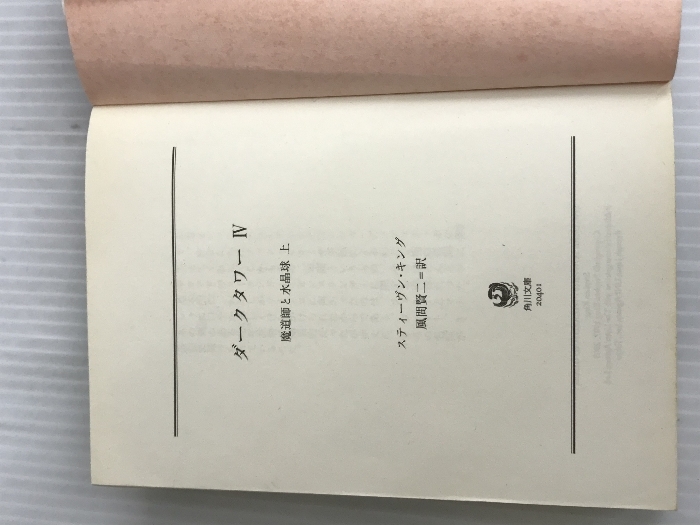 ダークタワー Ⅳ
魔道師と水晶球 上
スティーヴン・キング
風間賢二＝訳
角川文庫
20401